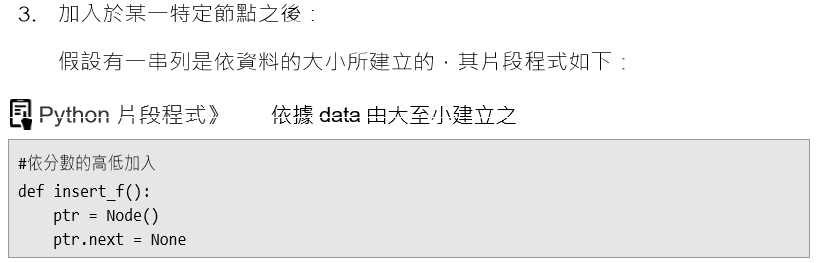 3. 加入於某一特定節點之後：
假設有一串列是依資料的大小所建立的，其片段程式如下：
Python 片段程式》 依據 data 由大至小建立之
#依分數的高低加入
def insert_f():
    ptr = Node()
    ptr.next = None